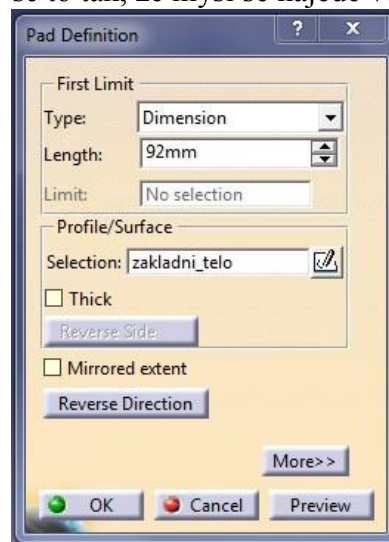 Pad Definition ? x
First Limit
Type: Dimension
Length: 92mm
Limit: No selection
Profile/Surface
Selection: zakladni_telo
Thick
Reverse Side
Mirrored extent
Reverse Direction
More>>
OK Cancel Preview